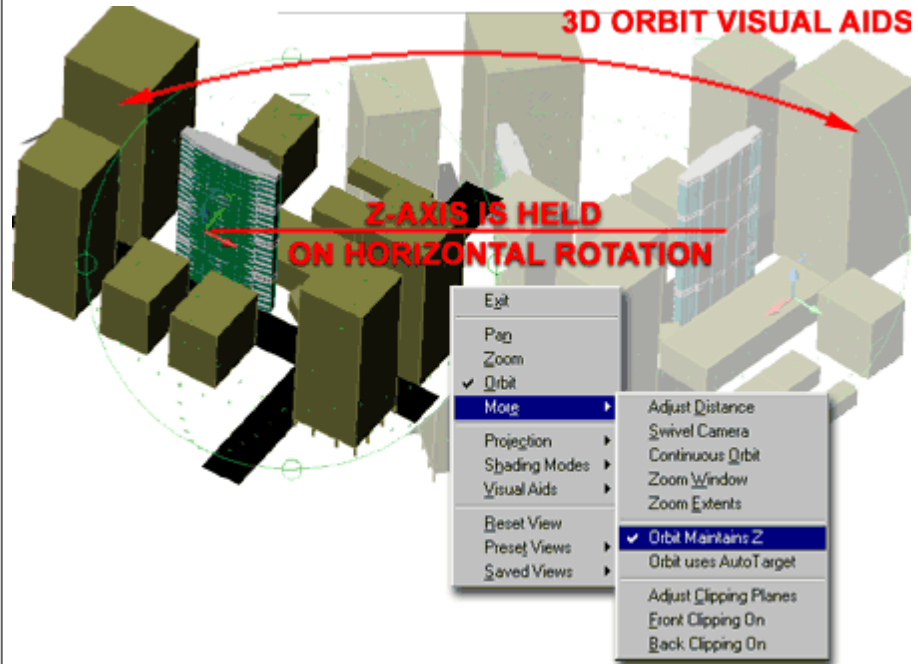 3D ORBIT VISUAL AIDS
Z-AXIS IS HELD
ON HORIZONTAL ROTATION
Exit
Pan
Zoom
Orbit
More
Projection
Shading Modes
Visual Aids
Reset View
Preset Views
Saved Views
Adjust Distance
Swivel Camera
Continuous Orbit
Zoom Window
Zoom Extents
Orbit Maintains Z
Orbit uses AutoTarget
Adjust Clipping Planes
Front Clipping On
Back Clipping On